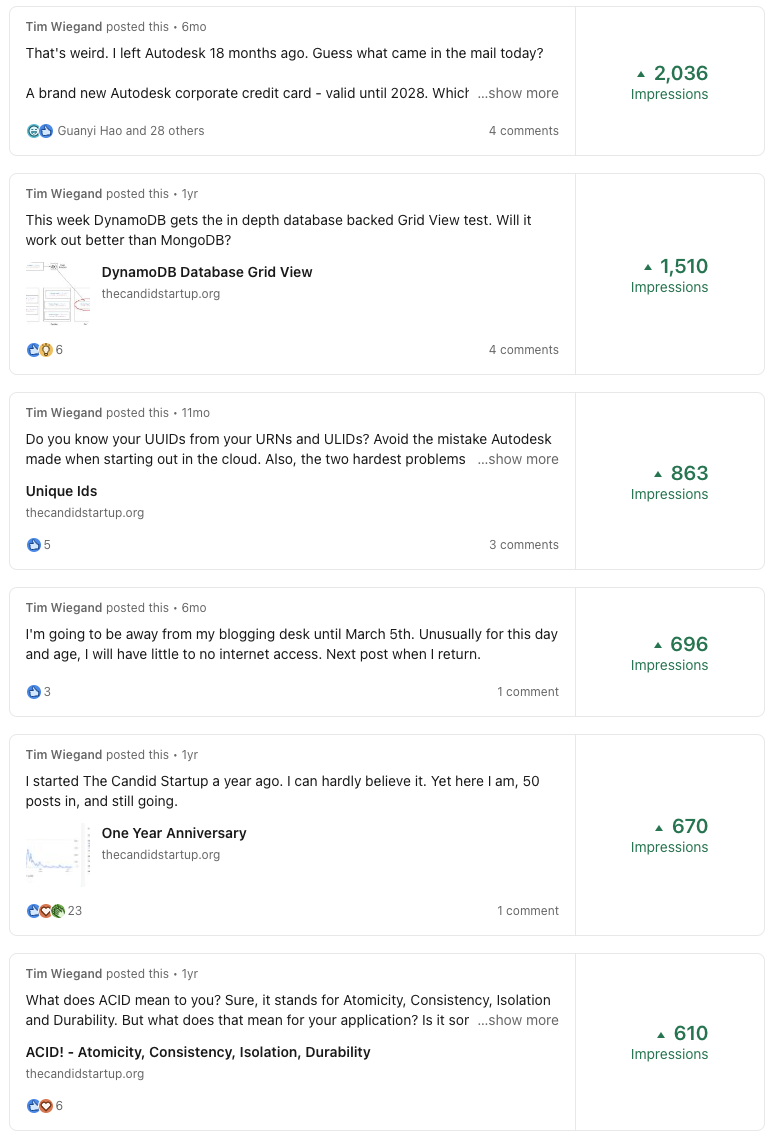 Tim Wiegand posted this • 6mo
That's weird. I left Autodesk 18 months ago. Guess what came in the mail today?
A brand new Autodesk corporate credit card - valid until 2028. Which ...show more
Guanyi Hao and 28 others 4 comments
2,036
Impressions
Tim Wiegand posted this • 1yr
This week DynamoDB gets the in depth database backed Grid View test. Will it
work out better than MongoDB?
DynamoDB Database Grid View
thecandidstartup.org
6 4 comments
1,510
Impressions
Tim Wiegand posted this • 11mo
Do you know your UUIDs from your URNs and ULIDs? Avoid the mistake Autodesk
made when starting out in the cloud. Also, the two hardest problems ...show more
Unique Ids
thecandidstartup.org
5 3 comments
863
Impressions
Tim Wiegand posted this • 6mo
I'm going to be away from my blogging desk until March 5th. Unusually for this day
and age, I will have little to no internet access. Next post when I return.
3 1 comment
696
Impressions
Tim Wiegand posted this • 1yr
I started The Candid Startup a year ago. I can hardly believe it. Yet here I am, 50
posts in, and still going.
One Year Anniversary
thecandidstartup.org
23 1 comment
670
Impressions
Tim Wiegand posted this • 1yr
What does ACID mean to you? Sure, it stands for Atomicity, Consistency, Isolation
and Durability. But what does that mean for your application? Is it sor ...show more
ACID! - Atomicity, Consistency, Isolation, Durability
thecandidstartup.org
6
610
Impressions